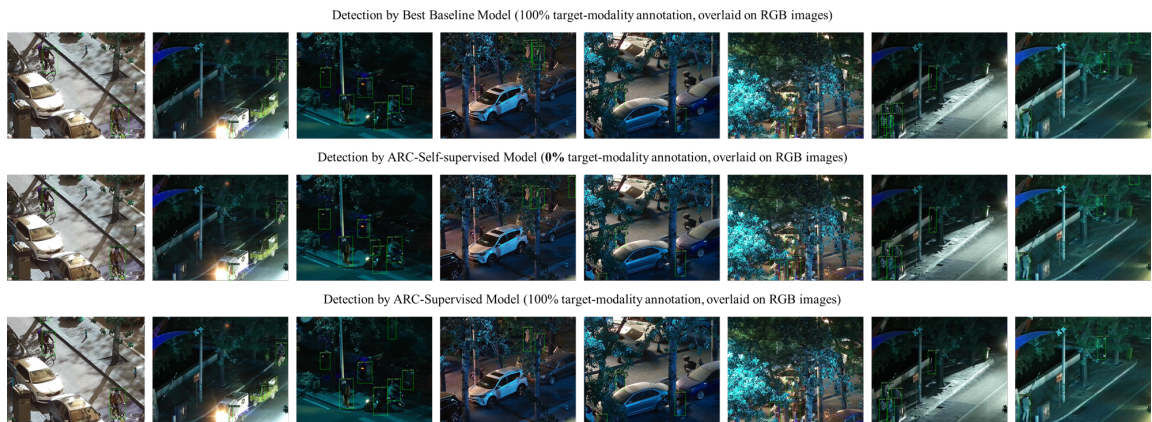 Detection by Best Baseline Model (100% target-modality annotation, overlaid on RGB images)
Detection by ARC-Self-supervised Model (0% target-modality annotation, overlaid on RGB images)
Detection by ARC-Supervised Model (100% target-modality annotation, overlaid on RGB images)